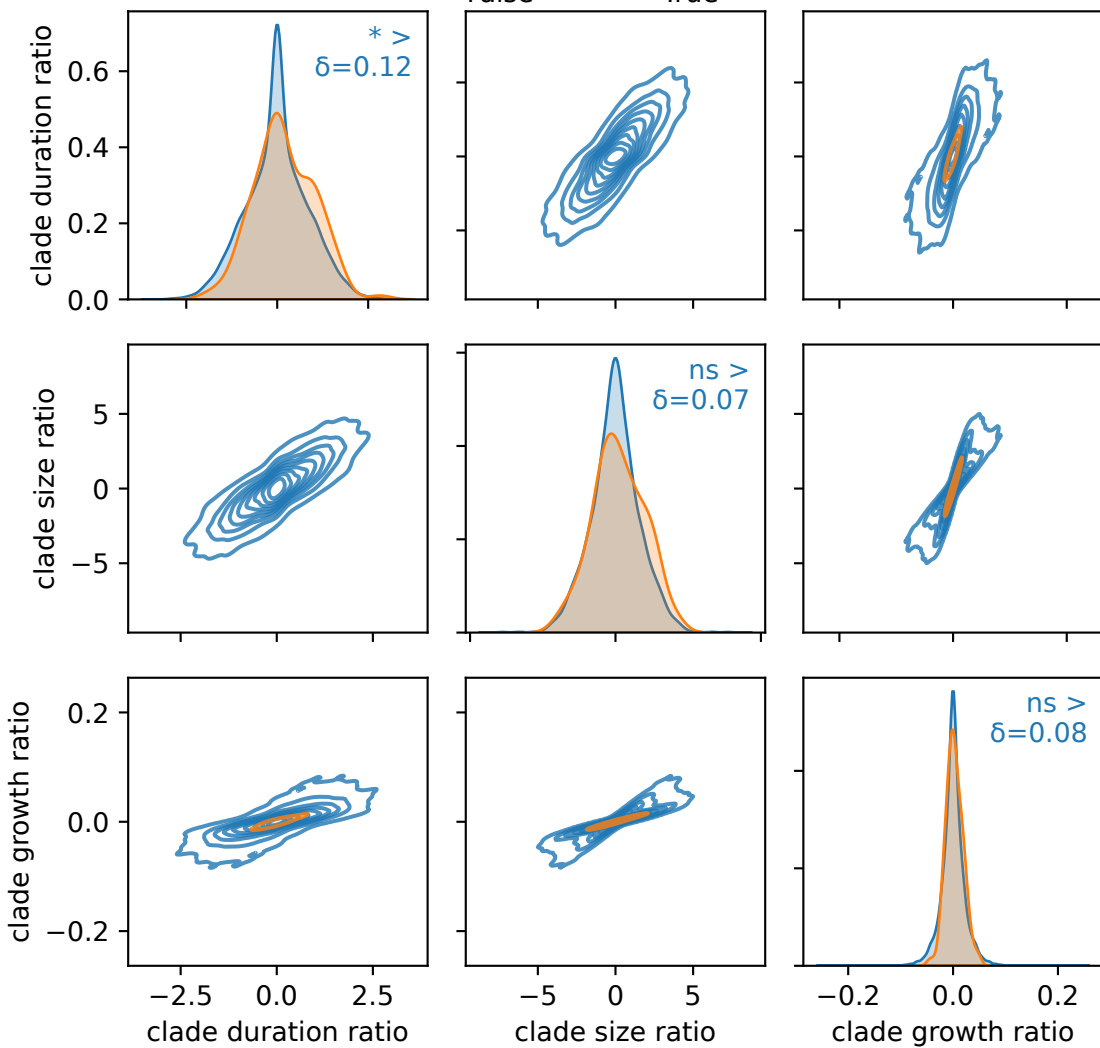 True
clade duration ratio
0.6
0.4
0.2
0.0
* >
δ=0.12
clade size ratio
5
0
−5
ns >
δ=0.07
clade growth ratio
0.2
0.0
−0.2
ns >
δ=0.08
−2.5 0.0 2.5
−5 0 5
−0.2 0.0 0.2
clade duration ratio
clade size ratio
clade growth ratio